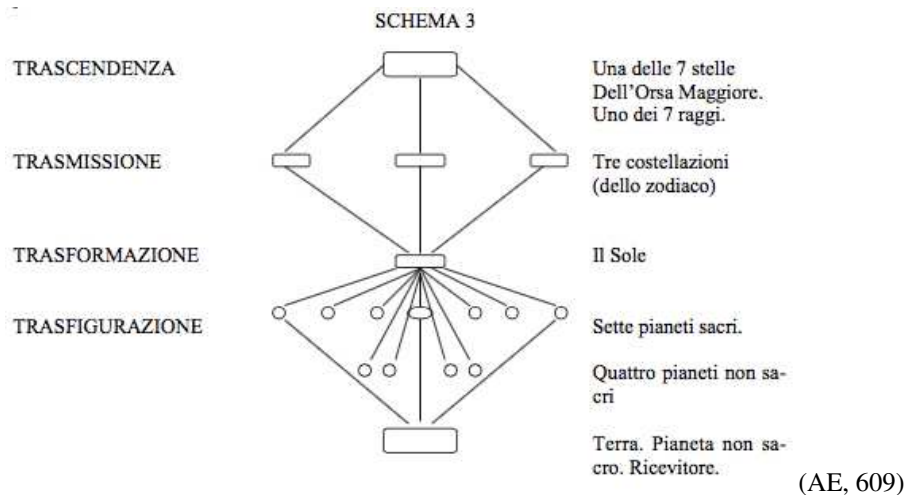 SCHEMA 3
TRASCENDENZA
Una delle 7 stelle
Dell'Orsa Maggiore.
Uno dei 7 raggi.
TRASMISSIONE
Tre costellazioni
(dello zodiaco)
TRASFORMAZIONE
Il Sole
TRASFIGURAZIONE
Sette pianeti sacri.
Quattro pianeti non sa-
cri
Terra. Pianeta non sa-
cro. Ricevitore.
(AE, 609)